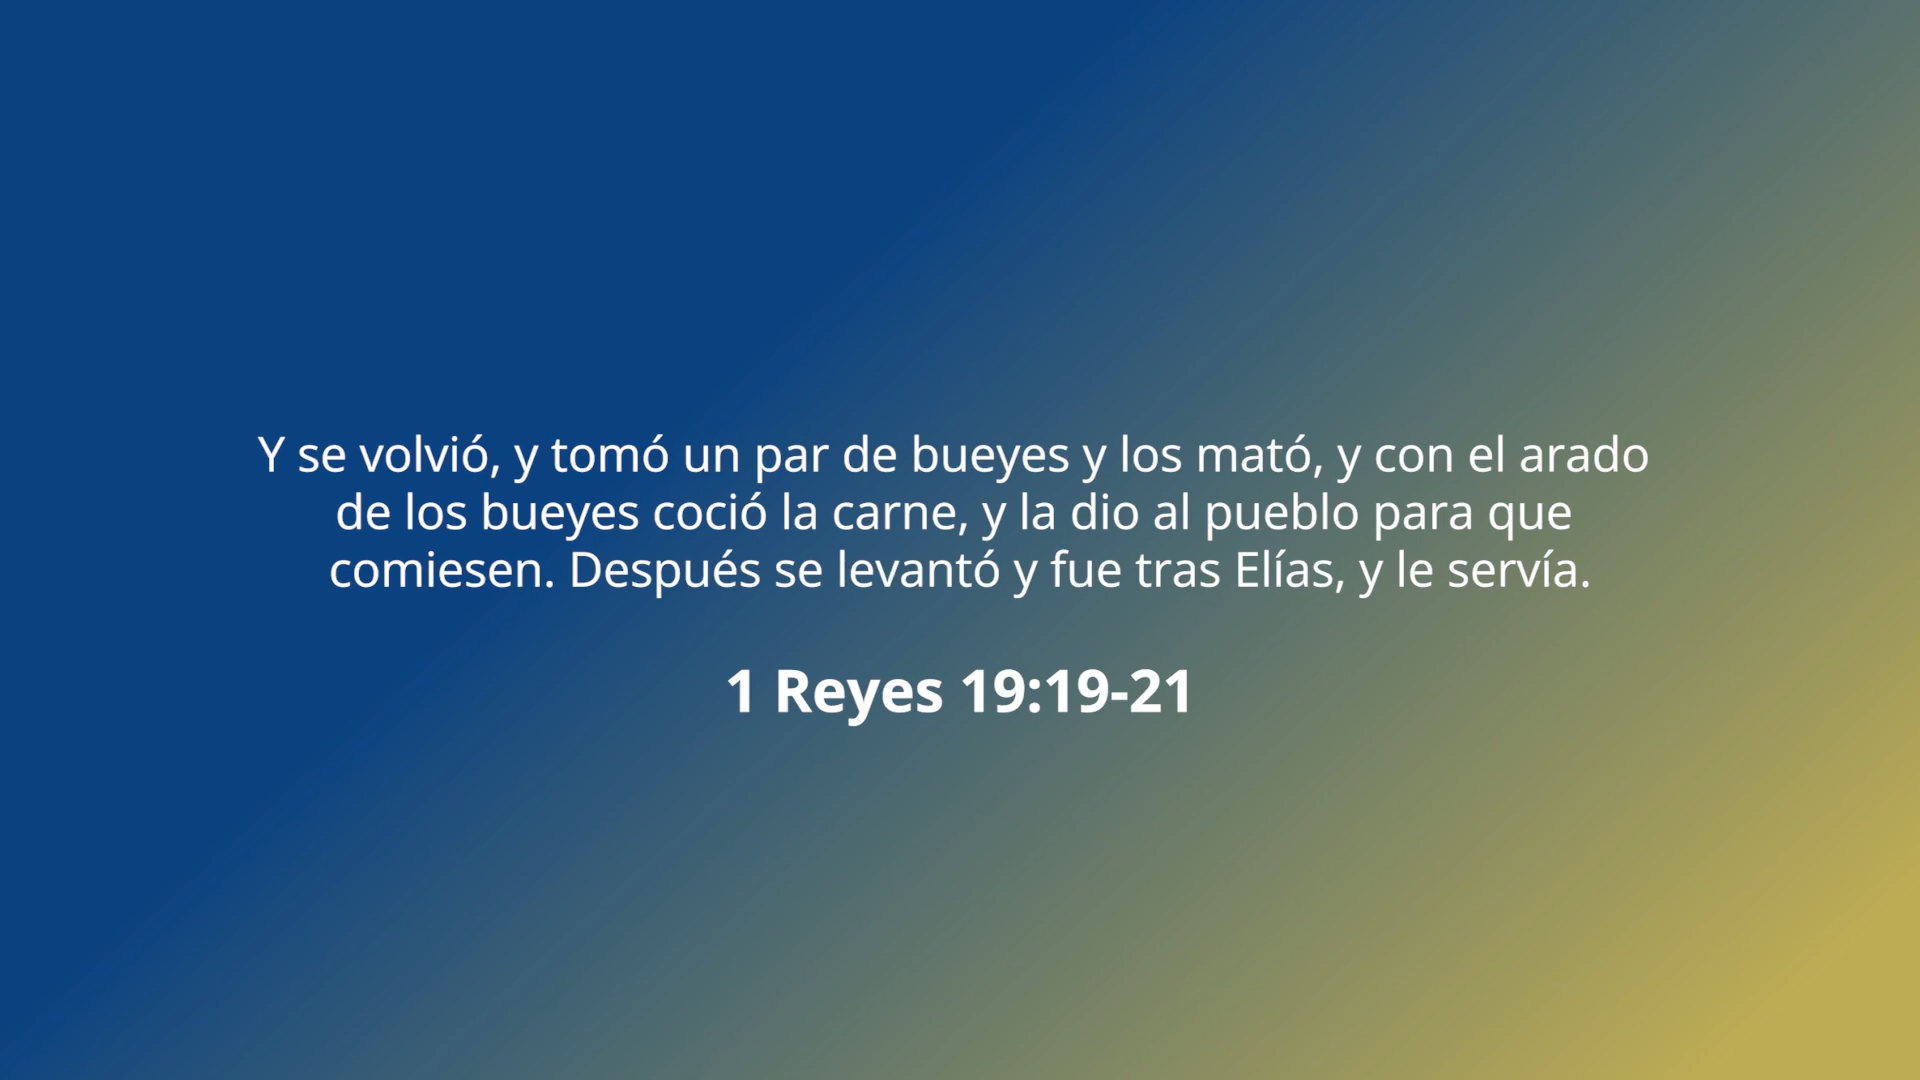 Y se volvió, y tomó un par de bueyes y los mató, y con el arado
de los bueyes coció la carne, y la dio al pueblo para que
comiesen. Después se levantó y fue tras Elías, y le servía.
1 Reyes 19:19-21